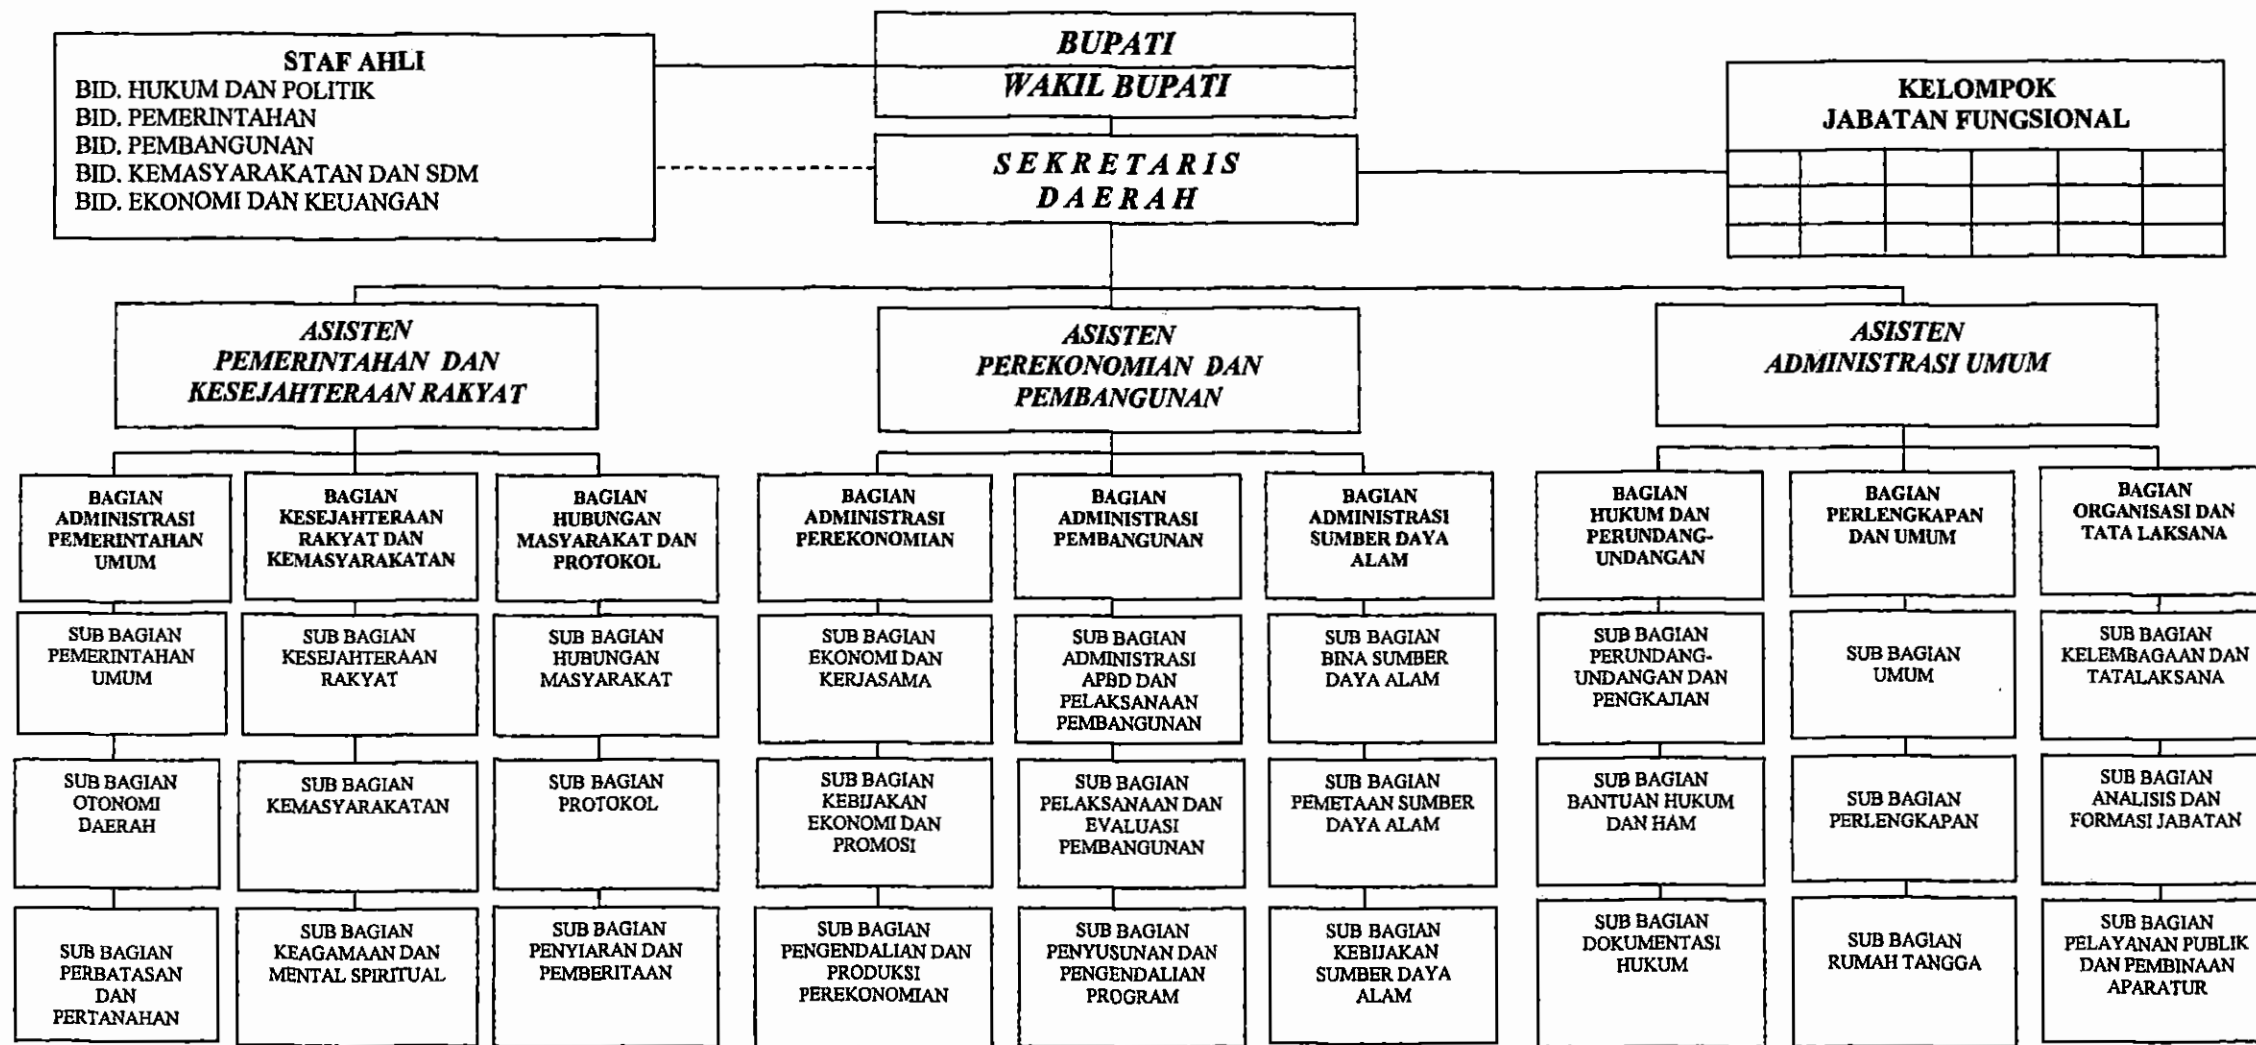 STAF AHLI
BID. HUKUM DAN POLITIK
BID. PEMERINTAHAN
BID. PEMBANGUNAN
BID. KEMASYARAKATAN DAN SDM
BID. EKONOMI DAN KEUANGAN
BUPATI
WAKIL BUPATI
SEKRETARIS
DAERAH
KELOMPOK
JABATAN FUNGSIONAL
ASISTEN
PEMERINTAHAN DAN
KESEJAHTERAAN RAKYAT
ASISTEN
PEREKONOMIAN DAN
PEMBANGUNAN
ASISTEN
ADMINISTRASI UMUM
BAGIAN
ADMINISTRASI
PEMERINTAHAN
UMUM
BAGIAN
KESEJAHTERAAN
RAKYAT DAN
KEMASYARAKATAN
BAGIAN
HUBUNGAN
MASYARAKAT DAN
PROTOKOL
BAGIAN
ADMINISTRASI
PEREKONOMIAN
BAGIAN
ADMINISTRASI
PEMBANGUNAN
BAGIAN
ADMINISTRASI
SUMBER DAYA
ALAM
BAGIAN
HUKUM DAN
PERUNDANG-
UNDANGAN
BAGIAN
PERLENGKAPAN
DAN UMUM
BAGIAN
ORGANISASI DAN
TATA LAKSANA
SUB BAGIAN
PEMERINTAHAN
UMUM
SUB BAGIAN
KESEJAHTERAAN
RAKYAT
SUB BAGIAN
HUBUNGAN
MASYARAKAT
SUB BAGIAN
EKONOMI DAN
KERJASAMA
SUB BAGIAN
ADMINISTRASI
APBD DAN
PELAKSANAAN
PEMBANGUNAN
SUB BAGIAN
BINA SUMBER
DAYA ALAM
SUB BAGIAN
PERUNDANG-
UNDANGAN DAN
PENGKAJIAN
SUB BAGIAN
UMUM
SUB BAGIAN
KELEMBAGAAN DAN
TATALAKSANA
SUB BAGIAN
OTONOMI
DAERAH
SUB BAGIAN
KEMASYARAKATAN
SUB BAGIAN
PROTOKOL
SUB BAGIAN
KEBIJAKAN
EKONOMI DAN
PROMOSI
SUB BAGIAN
PELAKSANAAN DAN
EVALUASI
PEMBANGUNAN
SUB BAGIAN
PEMETAAN SUMBER
DAYA ALAM
SUB BAGIAN
BANTUAN HUKUM
DAN HAM
SUB BAGIAN
PERLENGKAPAN
SUB BAGIAN
ANALISIS DAN
FORMASI JABATAN
SUB BAGIAN
PERBATASAN
DAN
PERTANAHAN
SUB BAGIAN
KEAGAMAAN DAN
MENTAL SPIRITUAL
SUB BAGIAN
PENYIARAN DAN
PEMBERITAAN
SUB BAGIAN
PENGENDALIAN DAN
PRODUKSI
PEREKONOMIAN
SUB BAGIAN
PENYUSUNAN DAN
PENGENDALIAN
PROGRAM
SUB BAGIAN
KEBIJAKAN
SUMBER DAYA
ALAM
SUB BAGIAN
DOKUMENTASI
HUKUM
SUB BAGIAN
RUMAH TANGGA
SUB BAGIAN
PELAYANAN PUBLIK
DAN PEMBINAAN
APARATUR